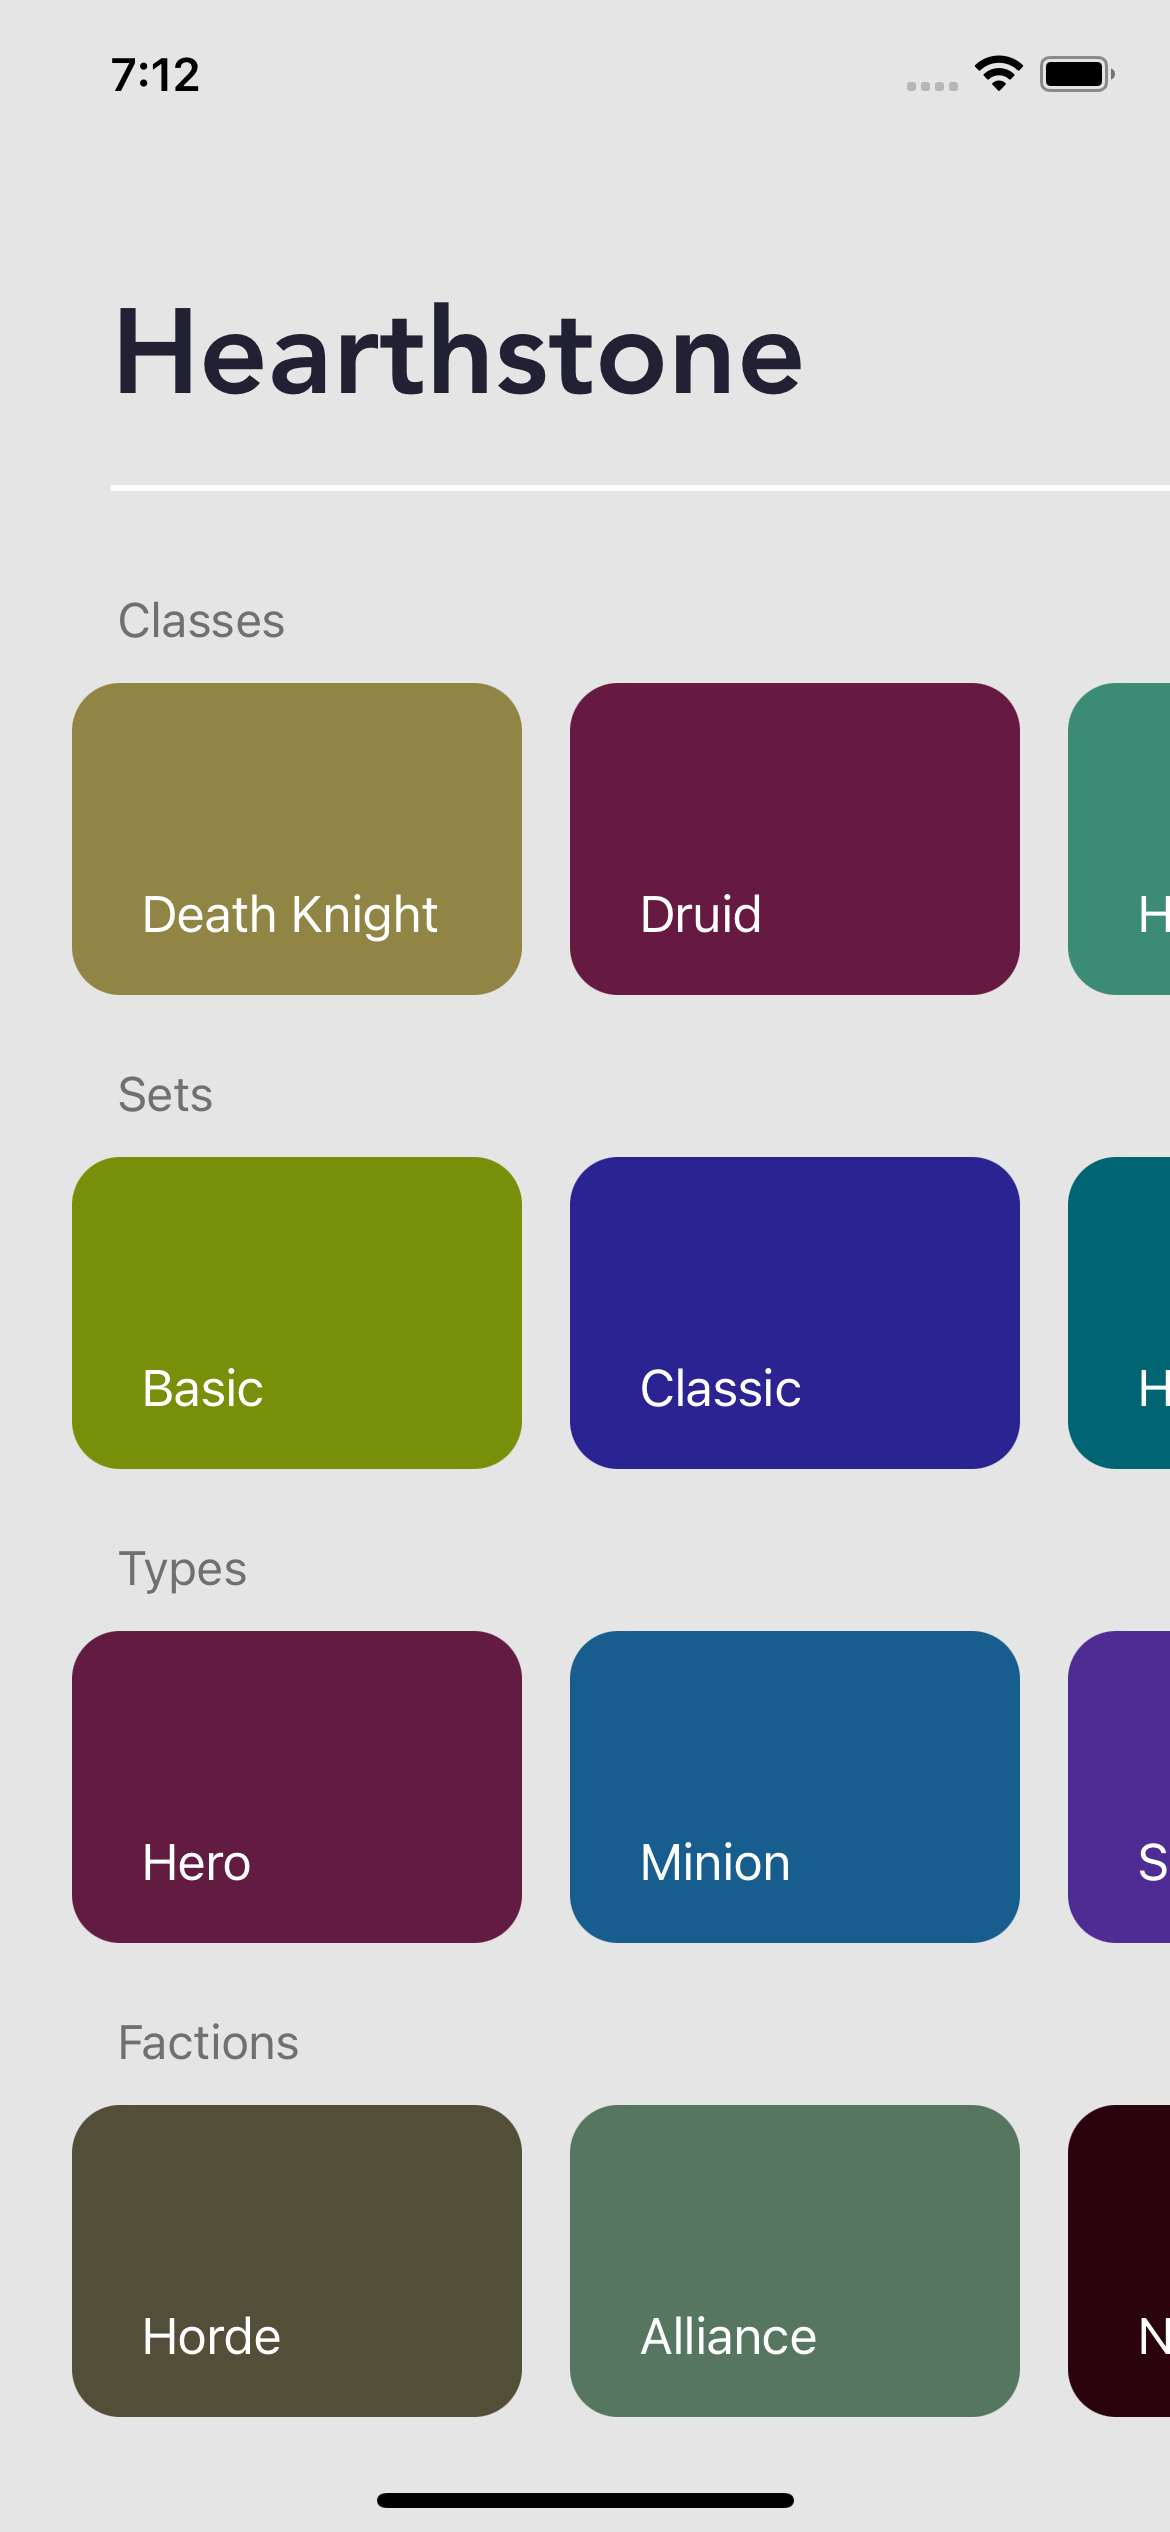 7:12
Hearthstone
Classes
Death Knight
Druid
H
Sets
Basic
Classic
H
Types
Hero
Minion
S
Factions
Horde
Alliance
N